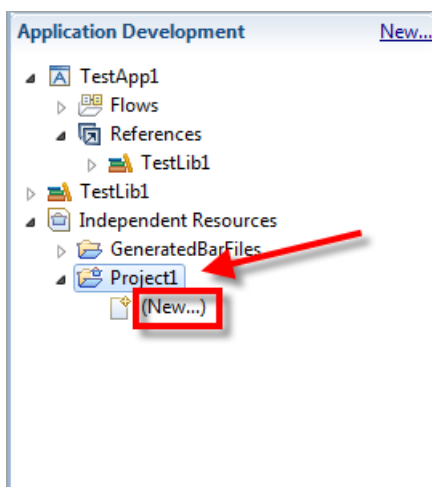 Application Development New...
TestApp1
Flows
References
TestLib1
TestLib1
Independent Resources
GeneratedBarFiles
Project1
(New...)